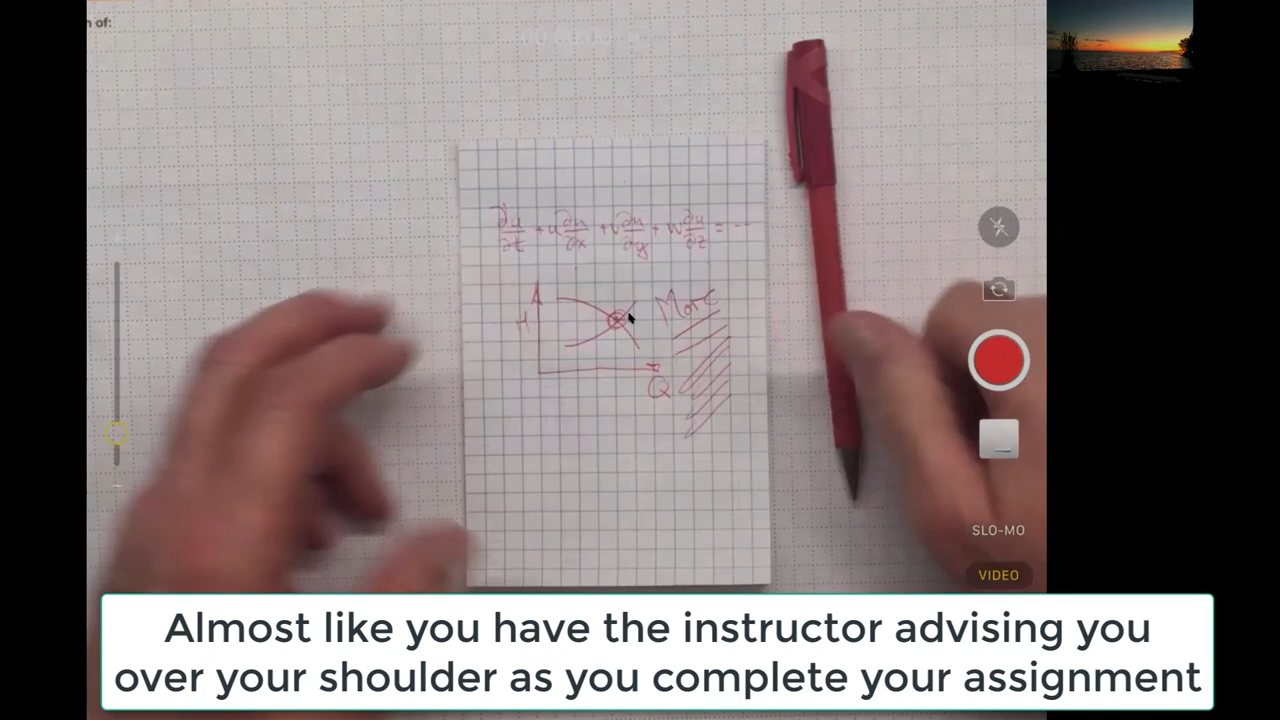 n of:
∂u/∂t + u ∂u/∂x + v ∂u/∂y + w ∂u/∂z = ---
H
More
Q
SLO-MO
VIDEO
Almost like you have the instructor advising you
over your shoulder as you complete your assignment